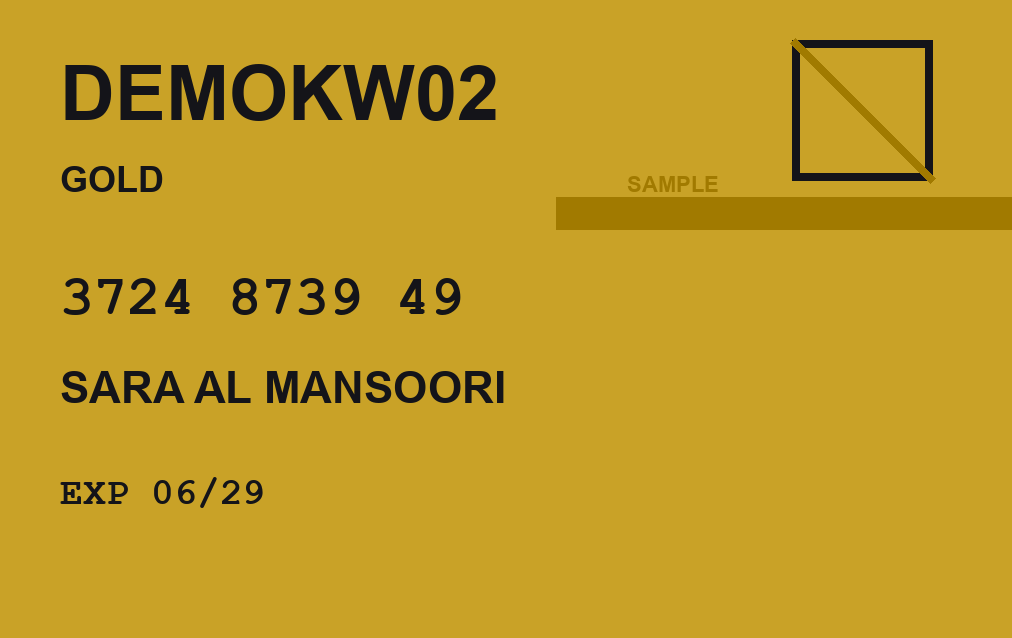 DEMOKW02
GOLD
SAMPLE
3724 8739 49
SARA AL MANSOORI
EXP 06/29